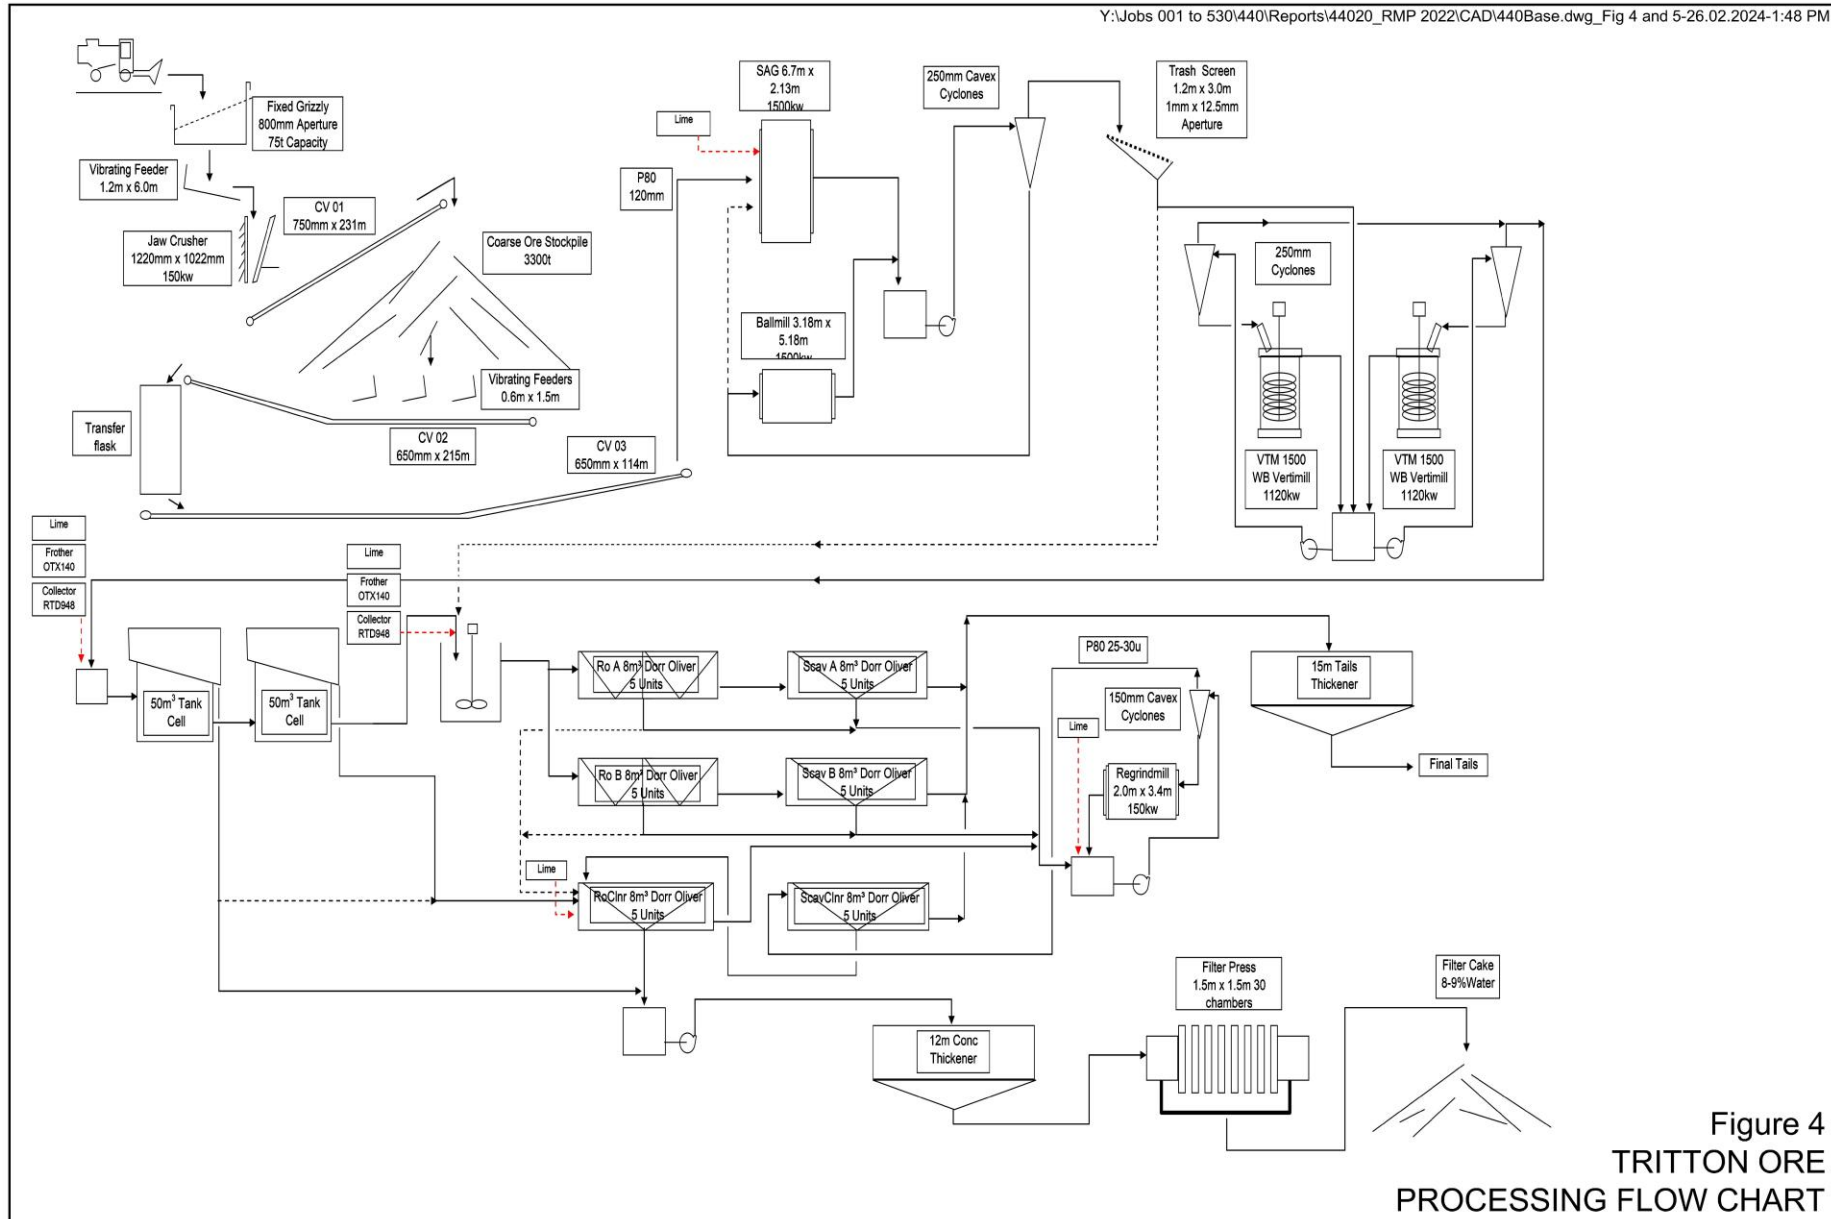 Y:\Jobs 001 to 530\440\Reports\44020_RMP 2022\CAD\440Base.dwg_Fig 4 and 5-26.02.2024-1:48 PM
Fixed Grizzly
800mm Aperture
75t Capacity
Vibrating Feeder
1.2m x 6.0m
CV 01
750mm x 231m
Jaw Crusher
1220mm x 1022mm
150kw
Coarse Ore Stockpile
3300t
Vibrating Feeders
0.6m x 1.5m
Transfer
flask
CV 02
650mm x 215m
CV 03
650mm x 114m
SAG 6.7m x
2.13m
1500kw
Lime
P80
120mm
Ballmill 3.18m x
5.18m
1500kw
250mm Cavex
Cyclones
Trash Screen
1.2m x 3.0m
1mm x 12.5mm
Aperture
250mm
Cyclones
VTM 1500
WB Vertimill
1120kw
VTM 1500
WB Vertimill
1120kw
Lime
Frother
OTX140
Collector
RTD948
Lime
Frother
OTX140
Collector
RTD948
50m³ Tank
Cell
50m³ Tank
Cell
Ro A 8m³ Dorr Oliver
5 Units
Scav A 8m³ Dorr Oliver
5 Units
Ro B 8m³ Dorr Oliver
5 Units
Scav B 8m³ Dorr Oliver
5 Units
Lime
RoClnr 8m³ Dorr Oliver
5 Units
ScavClnr 8m³ Dorr Oliver
5 Units
P80 25-30u
150mm Cavex
Cyclones
Lime
Regrindmill
2.0m x 3.4m
150kw
15m Tails
Thickener
Final Tails
12m Conc
Thickener
Filter Press
1.5m x 1.5m 30
chambers
Filter Cake
8-9%Water
Figure 4
TRITTON ORE
PROCESSING FLOW CHART